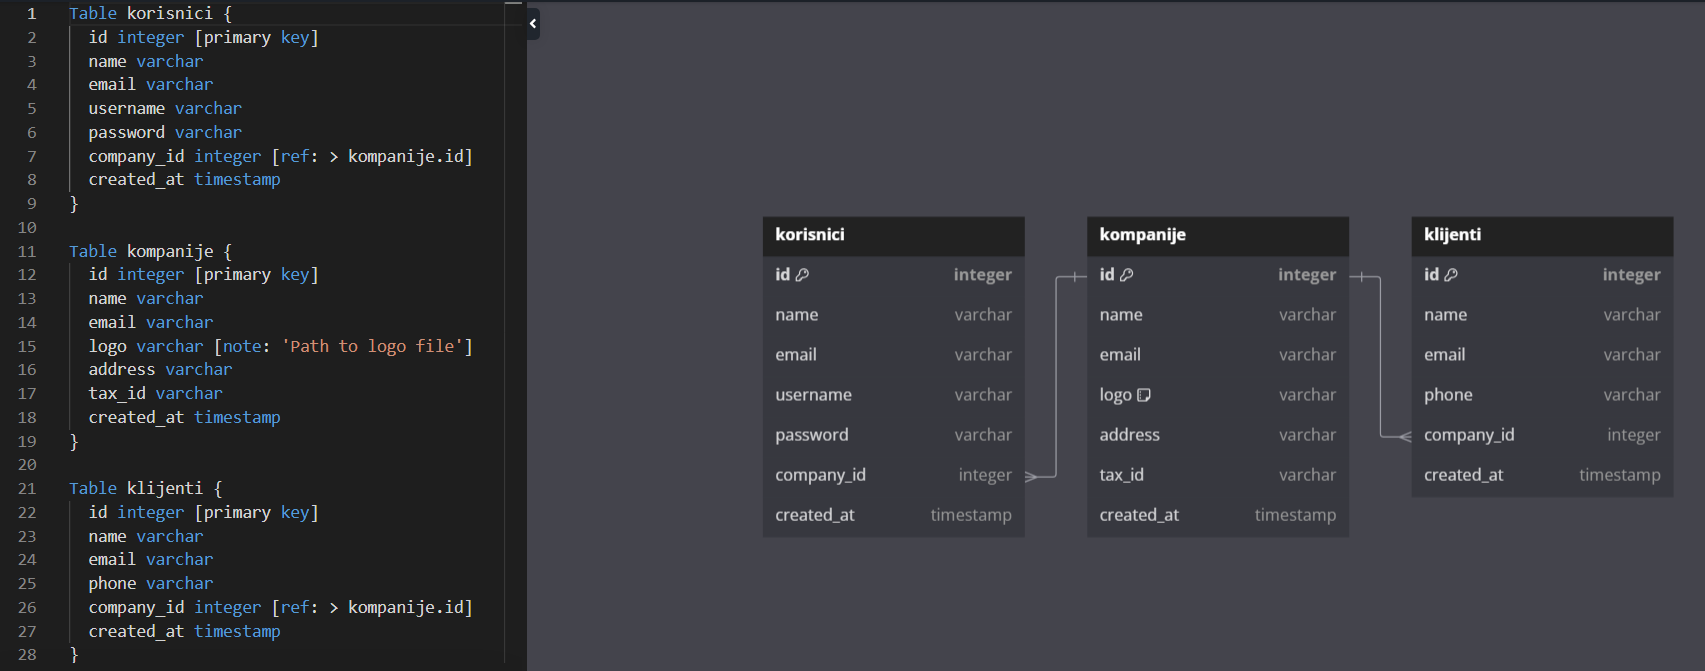 1 Table korisnici {
2 id integer [primary key]
3 name varchar
4 email varchar
5 username varchar
6 password varchar
7 company_id integer [ref: > kompanije.id]
8 created_at timestamp
9 }
10
11 Table kompanije {
12 id integer [primary key]
13 name varchar
14 email varchar
15 logo varchar [note: 'Path to logo file']
16 address varchar
17 tax_id varchar
18 created_at timestamp
19 }
20
21 Table klijenti {
22 id integer [primary key]
23 name varchar
24 email varchar
25 phone varchar
26 company_id integer [ref: > kompanije.id]
27 created_at timestamp
28 }
korisnici
id integer
name varchar
email varchar
username varchar
password varchar
company_id integer
created_at timestamp
kompanije
id integer
name varchar
email varchar
logo varchar
address varchar
tax_id varchar
created_at timestamp
klijenti
id integer
name varchar
email varchar
phone varchar
company_id integer
created_at timestamp